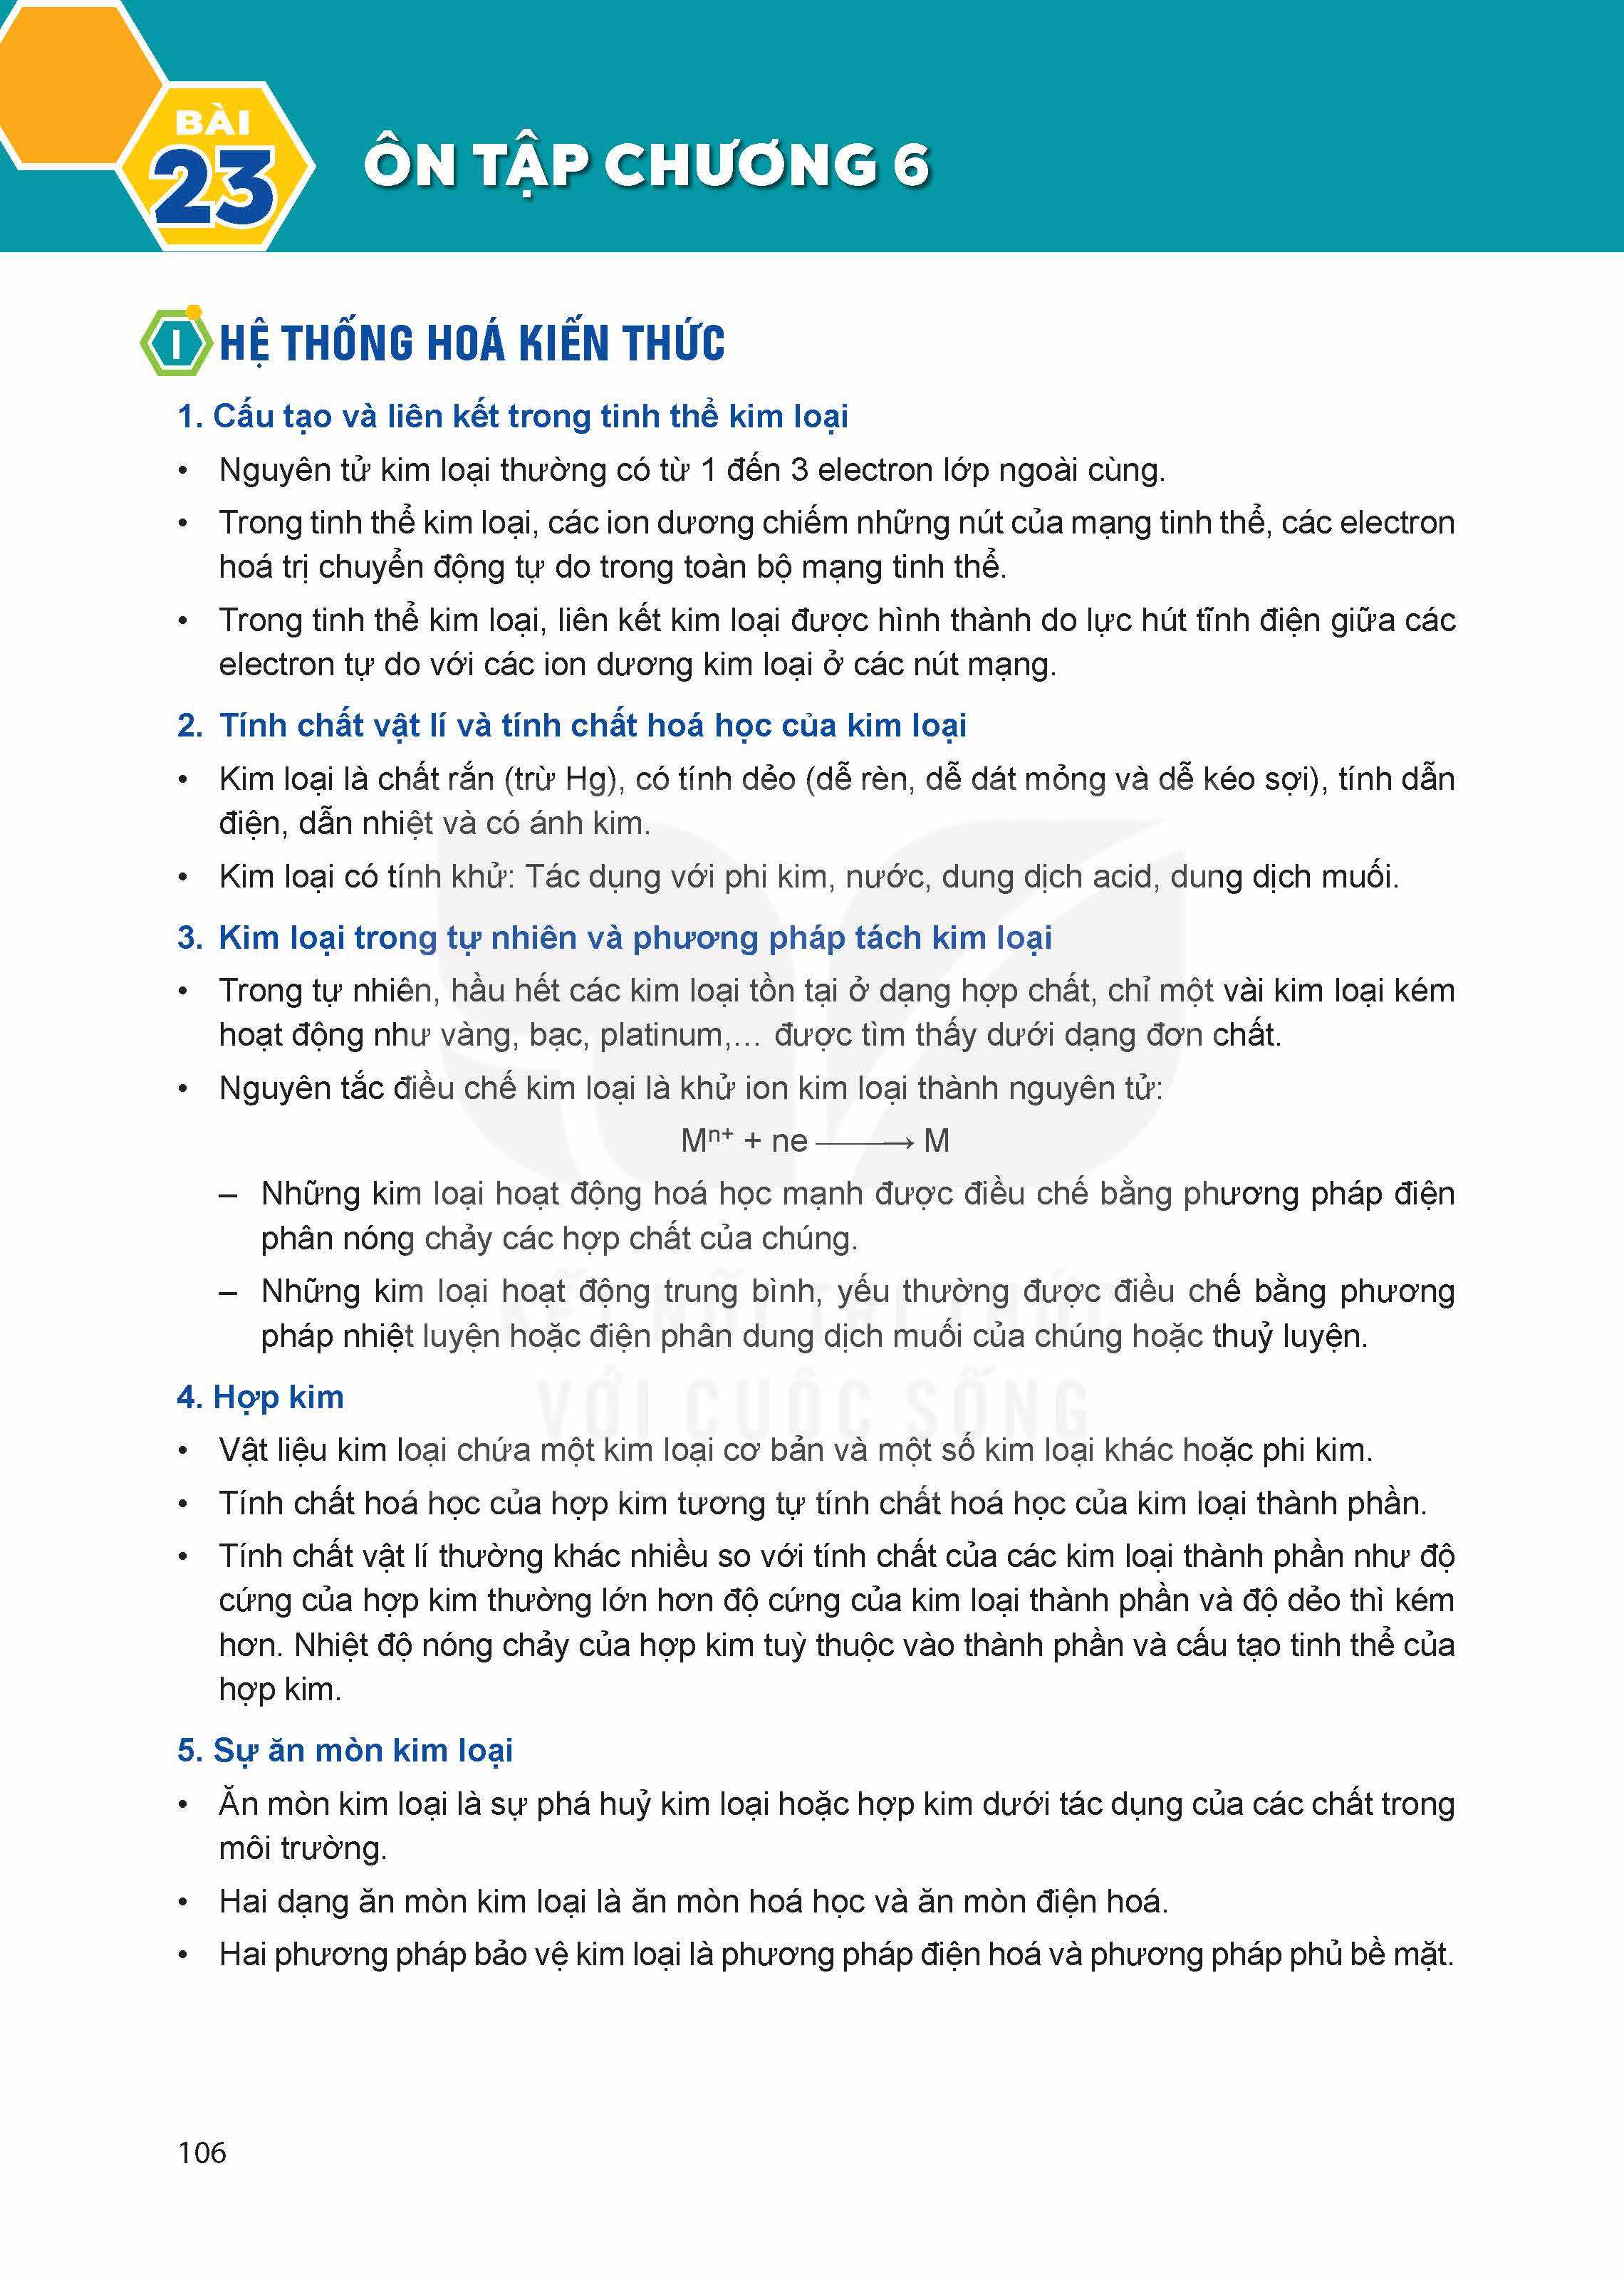 BÀI
23
ÔN TẬP CHƯƠNG 6
I HỆ THỐNG HOÁ KIẾN THỨC
1. Cấu tạo và liên kết trong tinh thể kim loại
• Nguyên tử kim loại thường có từ 1 đến 3 electron lớp ngoài cùng.
• Trong tinh thể kim loại, các ion dương chiếm những nút của mạng tinh thể, các electron
hoá trị chuyển động tự do trong toàn bộ mạng tinh thể.
• Trong tinh thể kim loại, liên kết kim loại được hình thành do lực hút tĩnh điện giữa các
electron tự do với các ion dương kim loại ở các nút mạng.
2. Tính chất vật lí và tính chất hoá học của kim loại
• Kim loại là chất rắn (trừ Hg), có tính dẻo (dễ rèn, dễ dát mỏng và dễ kéo sợi), tính dẫn
điện, dẫn nhiệt và có ánh kim.
• Kim loại có tính khử: Tác dụng với phi kim, nước, dung dịch acid, dung dịch muối.
3. Kim loại trong tự nhiên và phương pháp tách kim loại
• Trong tự nhiên, hầu hết các kim loại tồn tại ở dạng hợp chất, chỉ một vài kim loại kém
hoạt động như vàng, bạc, platinum,... được tìm thấy dưới dạng đơn chất.
• Nguyên tắc điều chế kim loại là khử ion kim loại thành nguyên tử:
Mⁿ⁺ + ne ⟶ M
– Những kim loại hoạt động hoá học mạnh được điều chế bằng phương pháp điện
phân nóng chảy các hợp chất của chúng.
– Những kim loại hoạt động trung bình, yếu thường được điều chế bằng phương
pháp nhiệt luyện hoặc điện phân dung dịch muối của chúng hoặc thuỷ luyện.
KẾT NỐI TRI THỨC
VỚI CUỘC SỐNG
4. Hợp kim
• Vật liệu kim loại chứa một kim loại cơ bản và một số kim loại khác hoặc phi kim.
• Tính chất hoá học của hợp kim tương tự tính chất hoá học của kim loại thành phần.
• Tính chất vật lí thường khác nhiều so với tính chất của các kim loại thành phần như độ
cứng của hợp kim thường lớn hơn độ cứng của kim loại thành phần và độ dẻo thì kém
hơn. Nhiệt độ nóng chảy của hợp kim tuỳ thuộc vào thành phần và cấu tạo tinh thể của
hợp kim.
5. Sự ăn mòn kim loại
• Ăn mòn kim loại là sự phá huỷ kim loại hoặc hợp kim dưới tác dụng của các chất trong
môi trường.
• Hai dạng ăn mòn kim loại là ăn mòn hoá học và ăn mòn điện hoá.
• Hai phương pháp bảo vệ kim loại là phương pháp điện hoá và phương pháp phủ bề mặt.
106